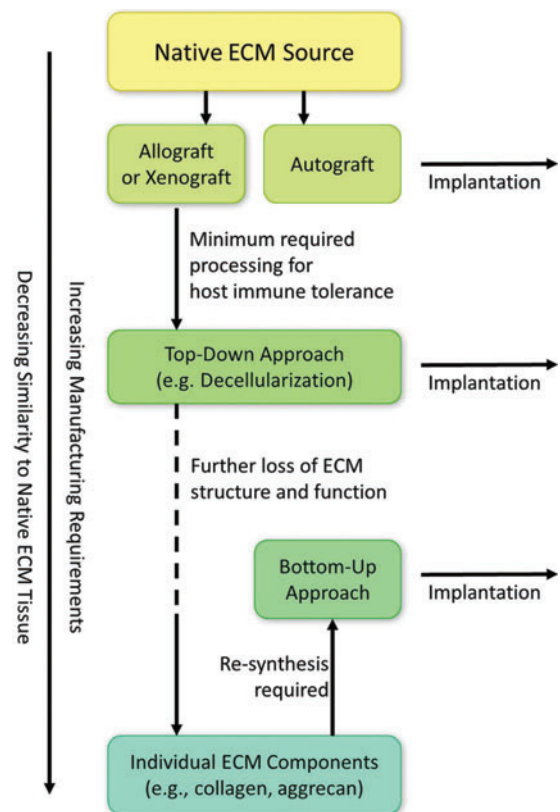 Native ECM Source
Allograft
or Xenograft
Autograft
Implantation
Minimum required
processing for
host immune tolerance
Top-Down Approach
(e.g. Decellularization)
Implantation
Further loss of ECM
structure and function
Bottom-Up
Approach
Implantation
Re-synthesis
required
Individual ECM Components
(e.g., collagen, aggrecan)
Increasing Manufacturing Requirements
Decreasing Similarity to Native ECM Tissue